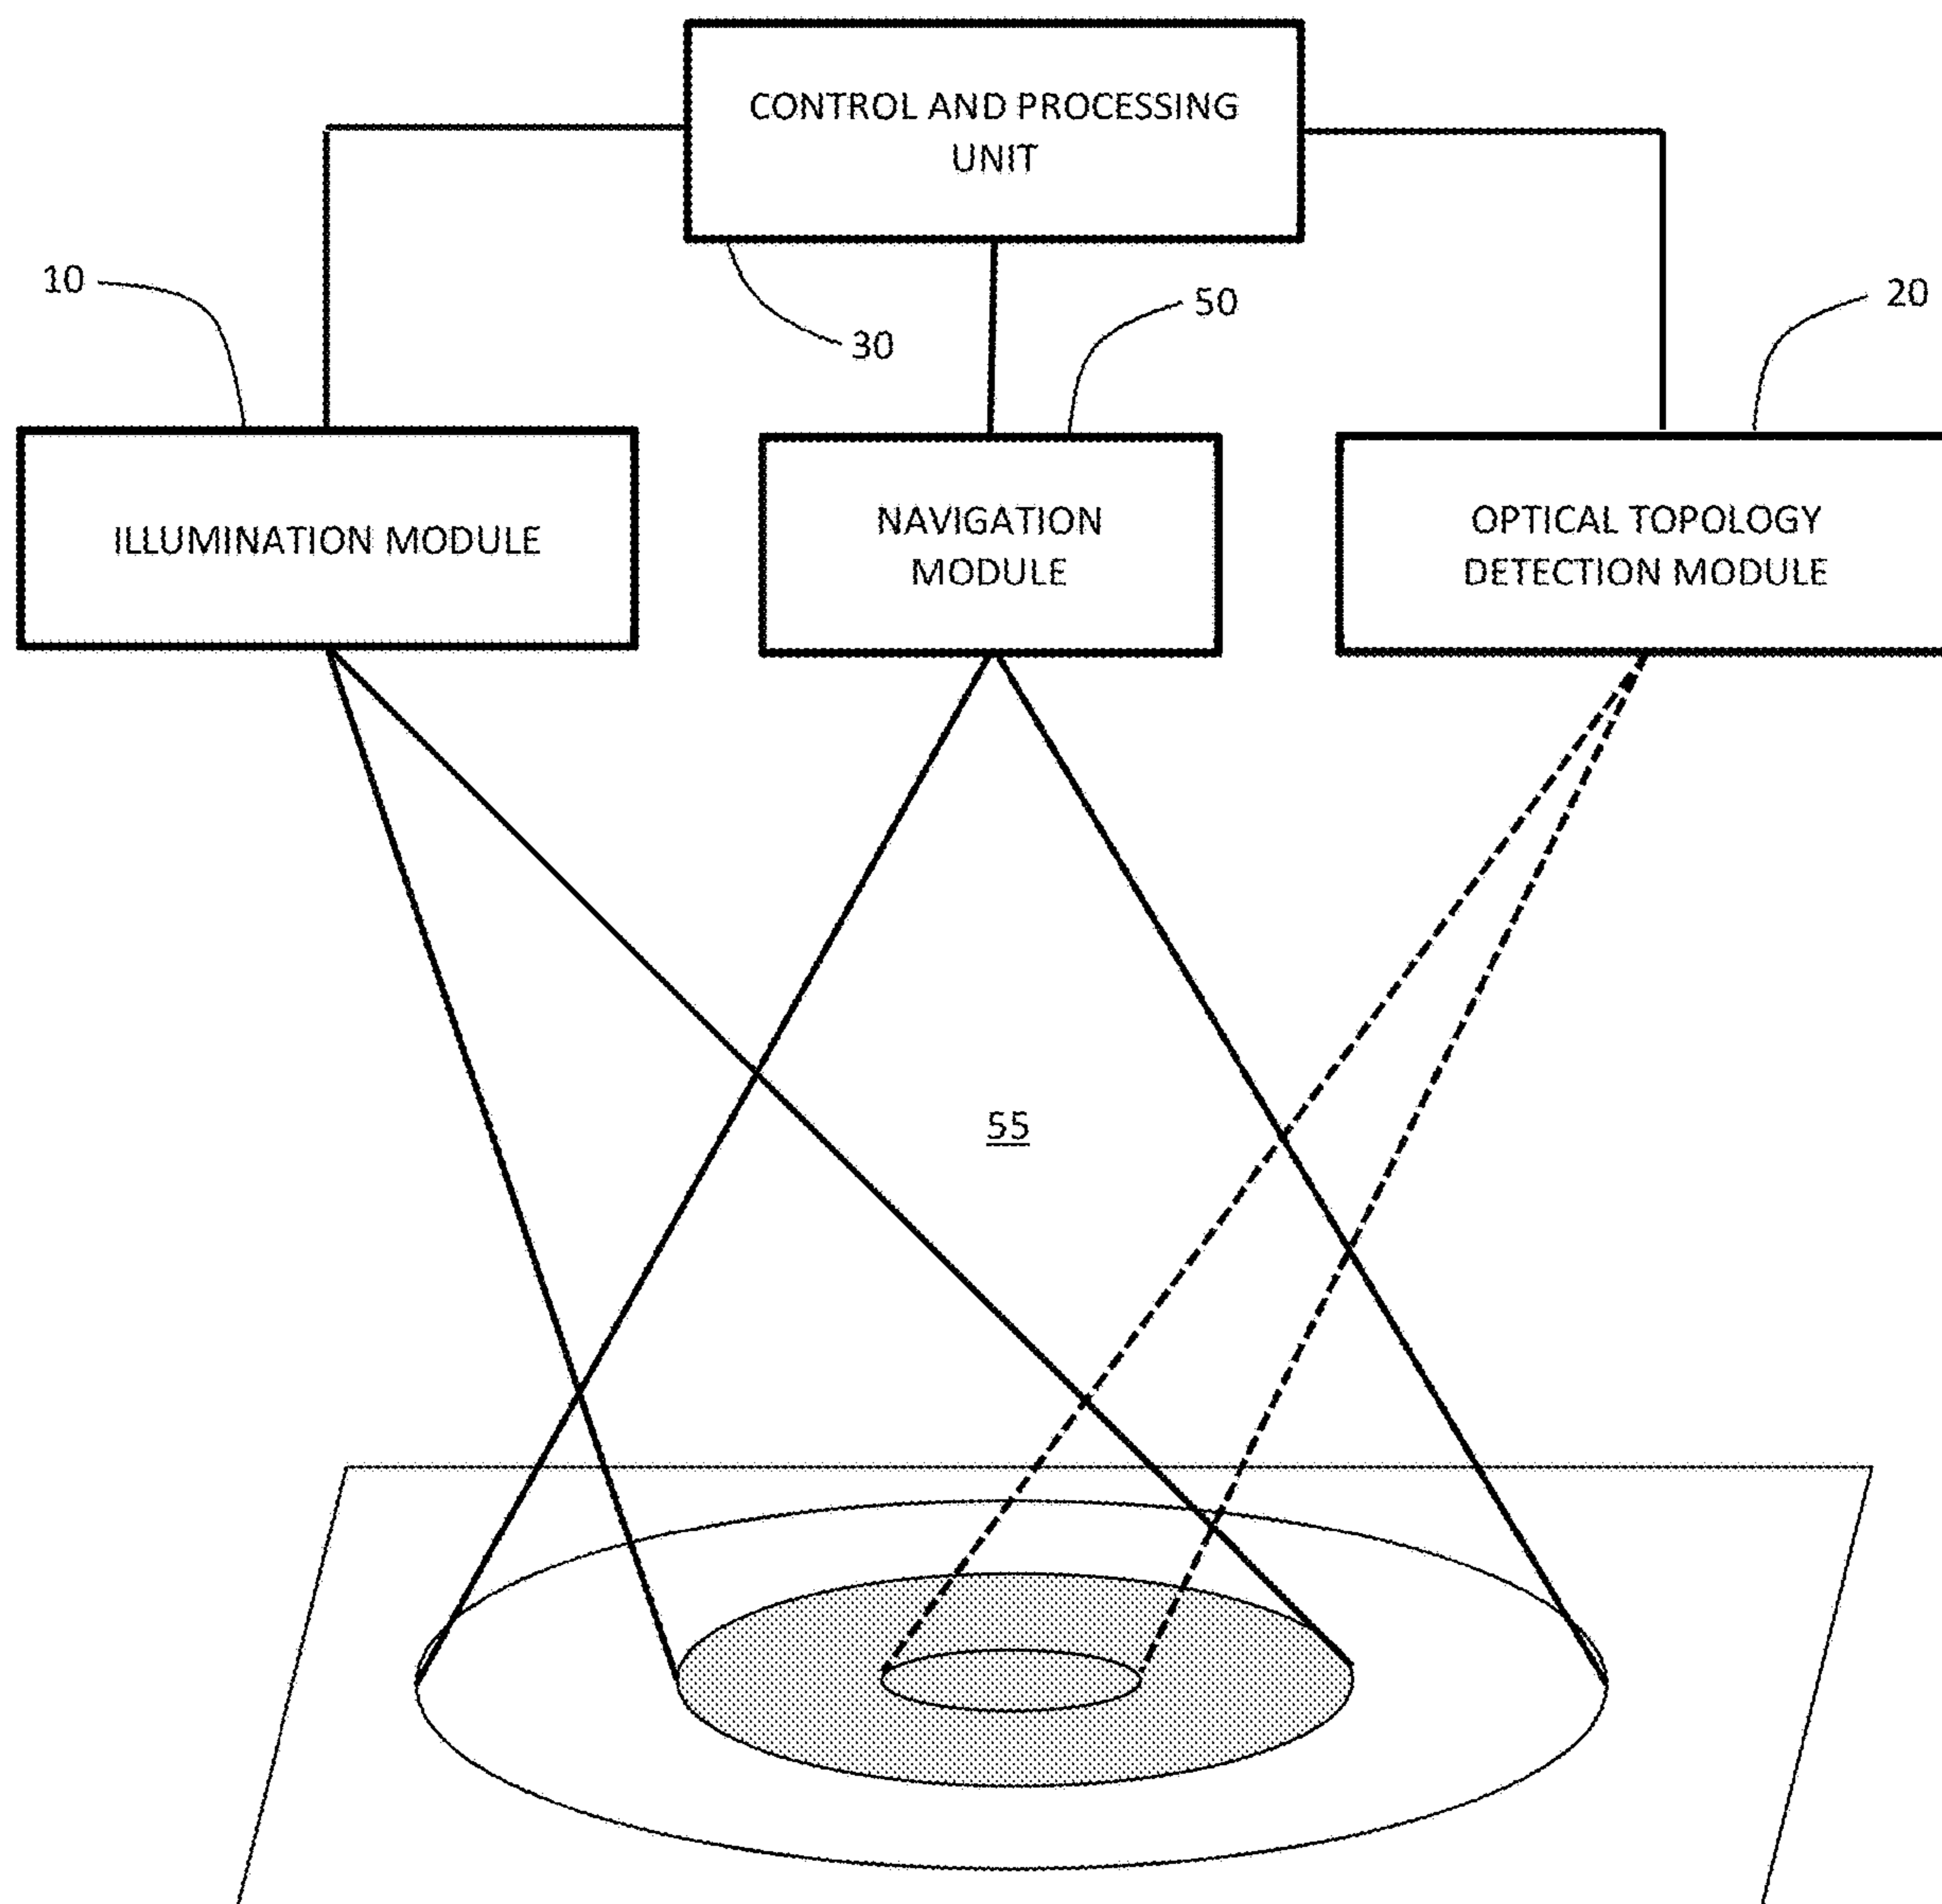 CONTROL AND PROCESSING
UNIT
10
30
50
20
ILLUMINATION MODULE
NAVIGATION
MODULE
OPTICAL TOPOLOGY
DETECTION MODULE
55